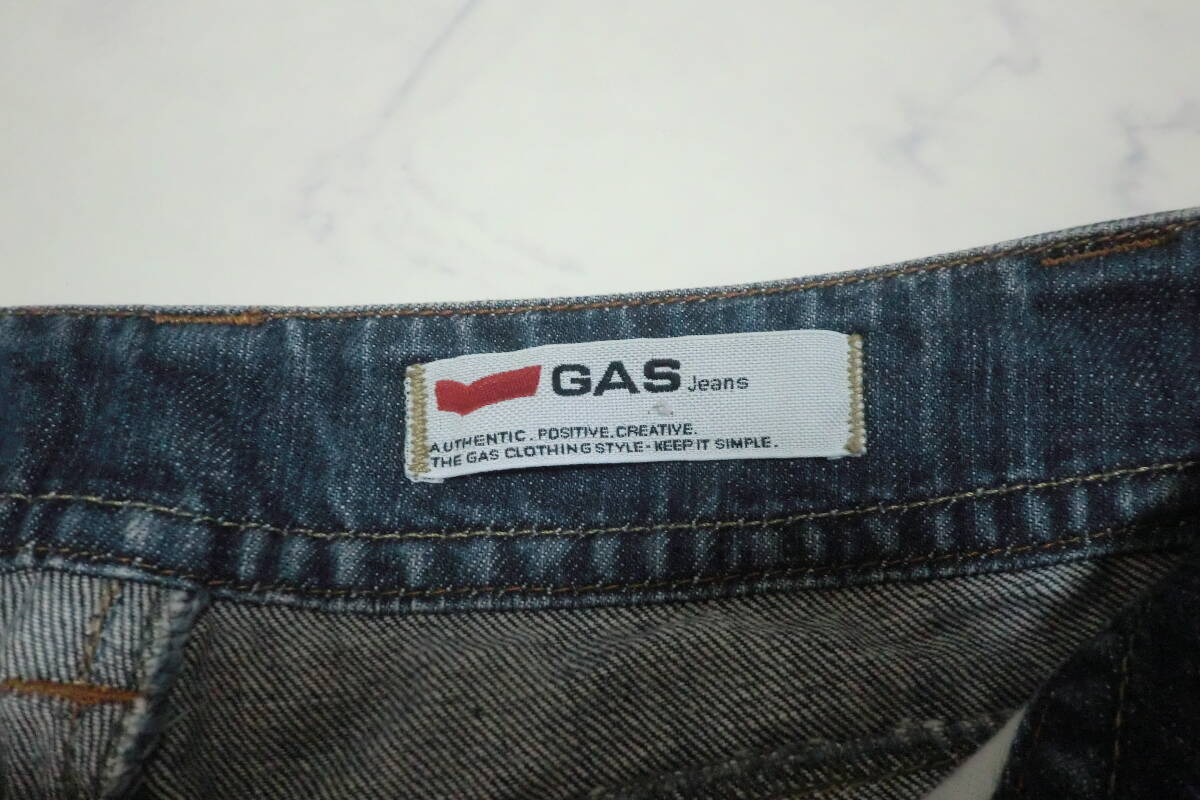 GAS Jeans
AUTHENTIC. POSITIVE. CREATIVE.
THE GAS CLOTHING STYLE - KEEP IT SIMPLE.